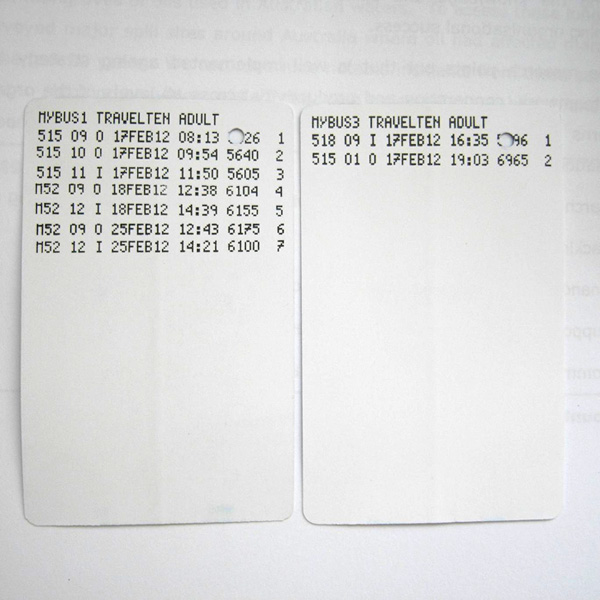 MYBUS1 TRAVELTEN ADULT
515 09 O 17FEB12 08:13 26 1
515 10 O 17FEB12 09:54 5640 2
515 11 I 17FEB12 11:50 5605 3
M52 09 O 18FEB12 12:38 6104 4
M52 12 I 18FEB12 14:39 6155 5
M52 09 O 25FEB12 12:43 6175 6
M52 12 I 25FEB12 14:21 6100 7
MYBUS3 TRAVELTEN ADULT
518 09 I 17FEB12 16:35 96 1
515 01 O 17FEB12 19:03 6965 2